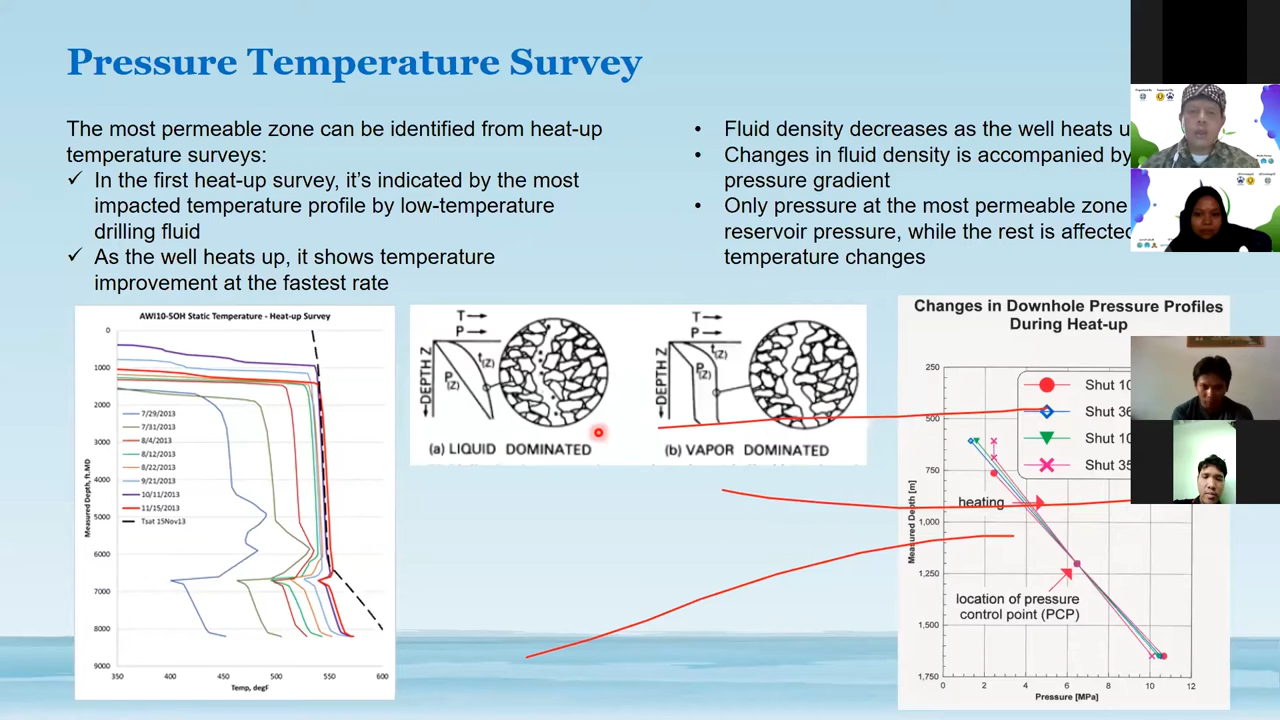 Pressure Temperature Survey
The most permeable zone can be identified from heat-up
temperature surveys:
✓ In the first heat-up survey, it's indicated by the most
impacted temperature profile by low-temperature
drilling fluid
✓ As the well heats up, it shows temperature
improvement at the fastest rate
• Fluid density decreases as the well heats u
• Changes in fluid density is accompanied by
pressure gradient
• Only pressure at the most permeable zone
reservoir pressure, while the rest is affected
temperature changes
AWI10-5OH Static Temperature - Heat-up Survey
0
1000
2000
3000
4000
5000
6000
7000
8000
9000
Measured Depth, ft.MD
7/29/2013
7/31/2013
8/4/2013
8/12/2013
8/22/2013
9/21/2013
10/11/2013
11/15/2013
Tsat 15Nov13
350 400 450 500 550 600
Temp, degF
T
P
DEPTH Z
t(Z)
P(Z)
(a) LIQUID DOMINATED
T
P
DEPTH Z
t(Z)
P(Z)
(b) VAPOR DOMINATED
Changes in Downhole Pressure Profiles
During Heat-up
250
500
750
1,000
1,250
1,500
1,750
Measured Depth [m]
Shut 10
Shut 36
Shut 10
Shut 35
heating
location of pressure
control point (PCP)
0 2 4 6 8 10 12
Pressure [MPa]